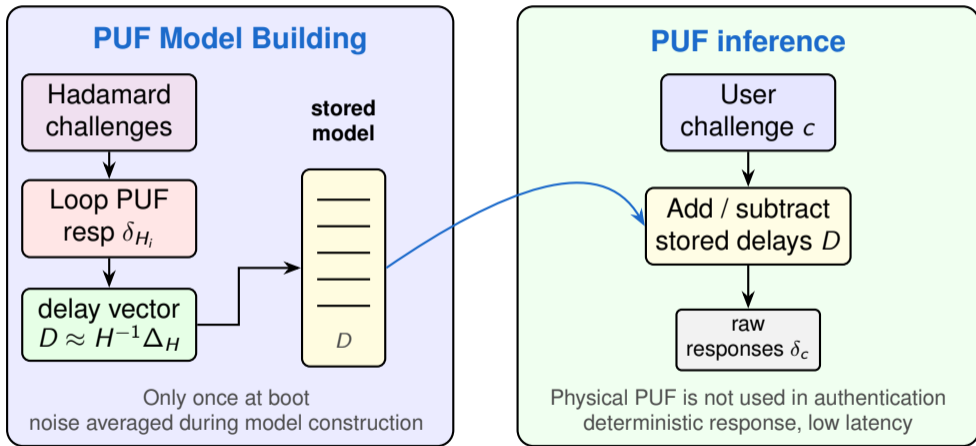 PUF Model Building
Hadamard
challenges
Loop PUF
resp δ_{H_i}
delay vector
D ≈ H⁻¹Δ_H
stored
model
D
Only once at boot
noise averaged during model construction
PUF inference
User
challenge c
Add / subtract
stored delays D
raw
responses δ_c
Physical PUF is not used in authentication
deterministic response, low latency